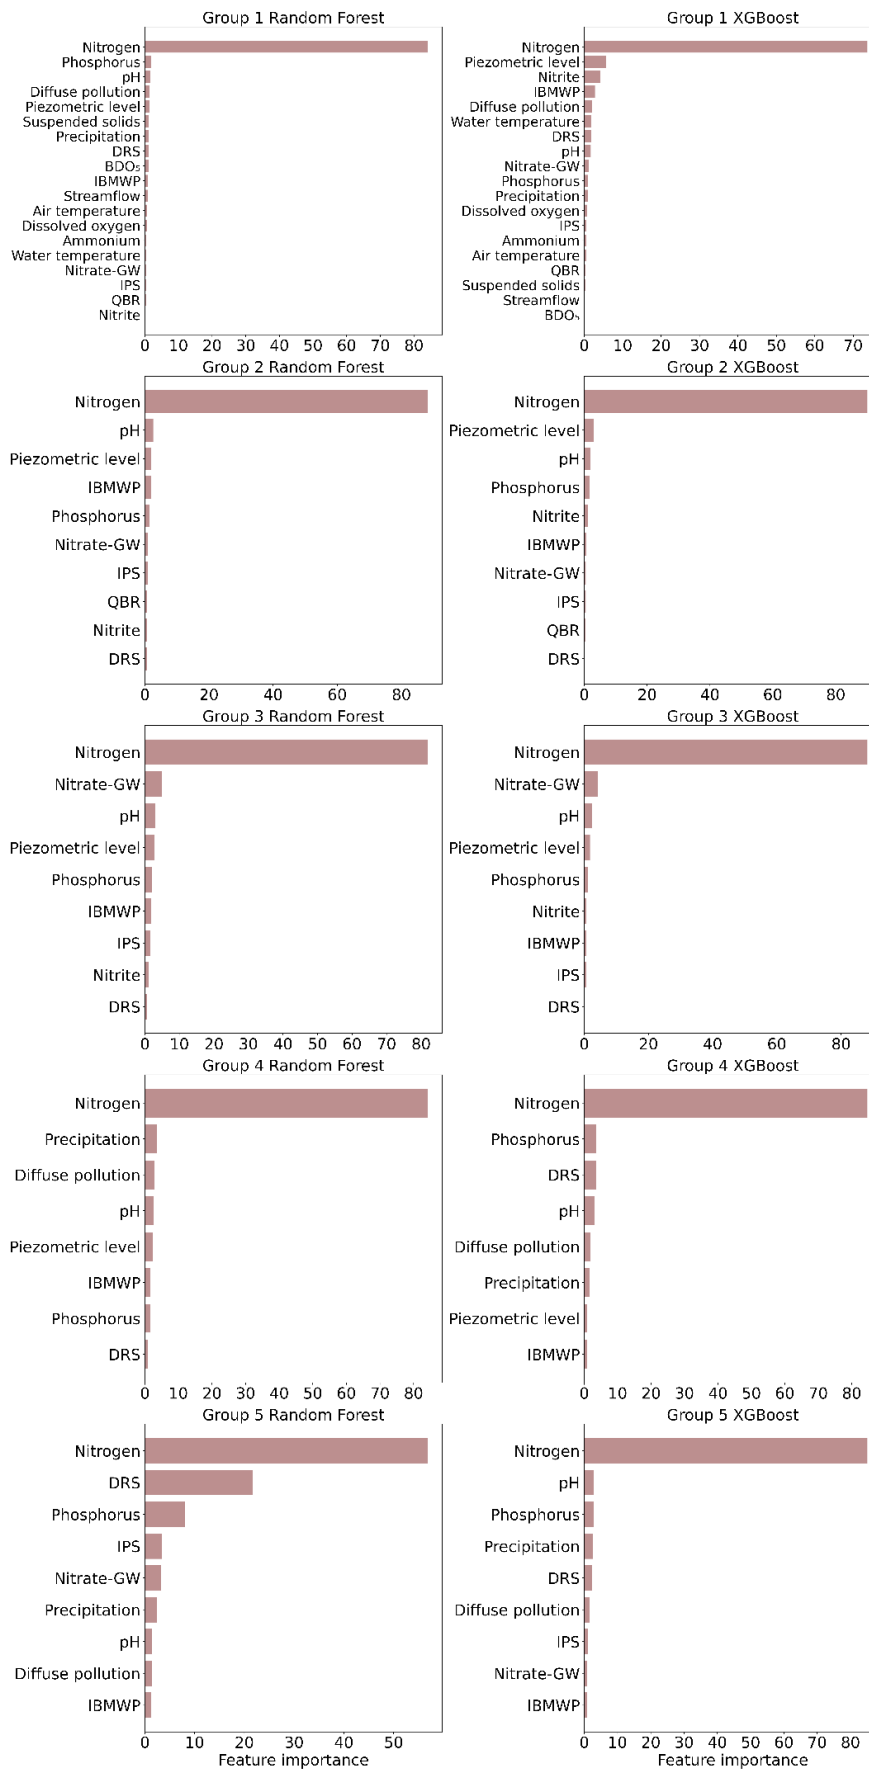 Group 1 Random Forest
Nitrogen
Phosphorus
pH
Diffuse pollution
Piezometric level
Suspended solids
Precipitation
DRS
BDO₅
IBMWP
Streamflow
Air temperature
Dissolved oxygen
Ammonium
Water temperature
Nitrate-GW
IPS
QBR
Nitrite
0 10 20 30 40 50 60 70 80
Group 1 XGBoost
Nitrogen
Piezometric level
Nitrite
IBMWP
Diffuse pollution
Water temperature
DRS
pH
Nitrate-GW
Phosphorus
Precipitation
Dissolved oxygen
IPS
Ammonium
Air temperature
QBR
Suspended solids
Streamflow
BDO₅
0 10 20 30 40 50 60 70
Group 2 Random Forest
Nitrogen
pH
Piezometric level
IBMWP
Phosphorus
Nitrate-GW
IPS
QBR
Nitrite
DRS
0 20 40 60 80
Group 2 XGBoost
Nitrogen
Piezometric level
pH
Phosphorus
Nitrite
IBMWP
Nitrate-GW
IPS
QBR
DRS
0 20 40 60 80
Group 3 Random Forest
Nitrogen
Nitrate-GW
pH
Piezometric level
Phosphorus
IBMWP
IPS
Nitrite
DRS
0 10 20 30 40 50 60 70 80
Group 3 XGBoost
Nitrogen
Nitrate-GW
pH
Piezometric level
Phosphorus
Nitrite
IBMWP
IPS
DRS
0 20 40 60 80
Group 4 Random Forest
Nitrogen
Precipitation
Diffuse pollution
pH
Piezometric level
IBMWP
Phosphorus
DRS
0 10 20 30 40 50 60 70 80
Group 4 XGBoost
Nitrogen
Phosphorus
DRS
pH
Diffuse pollution
Precipitation
Piezometric level
IBMWP
0 10 20 30 40 50 60 70 80
Group 5 Random Forest
Nitrogen
DRS
Phosphorus
IPS
Nitrate-GW
Precipitation
pH
Diffuse pollution
IBMWP
0 10 20 30 40 50
Feature importance
Group 5 XGBoost
Nitrogen
pH
Phosphorus
Precipitation
DRS
Diffuse pollution
IPS
Nitrate-GW
IBMWP
0 10 20 30 40 50 60 70 80
Feature importance